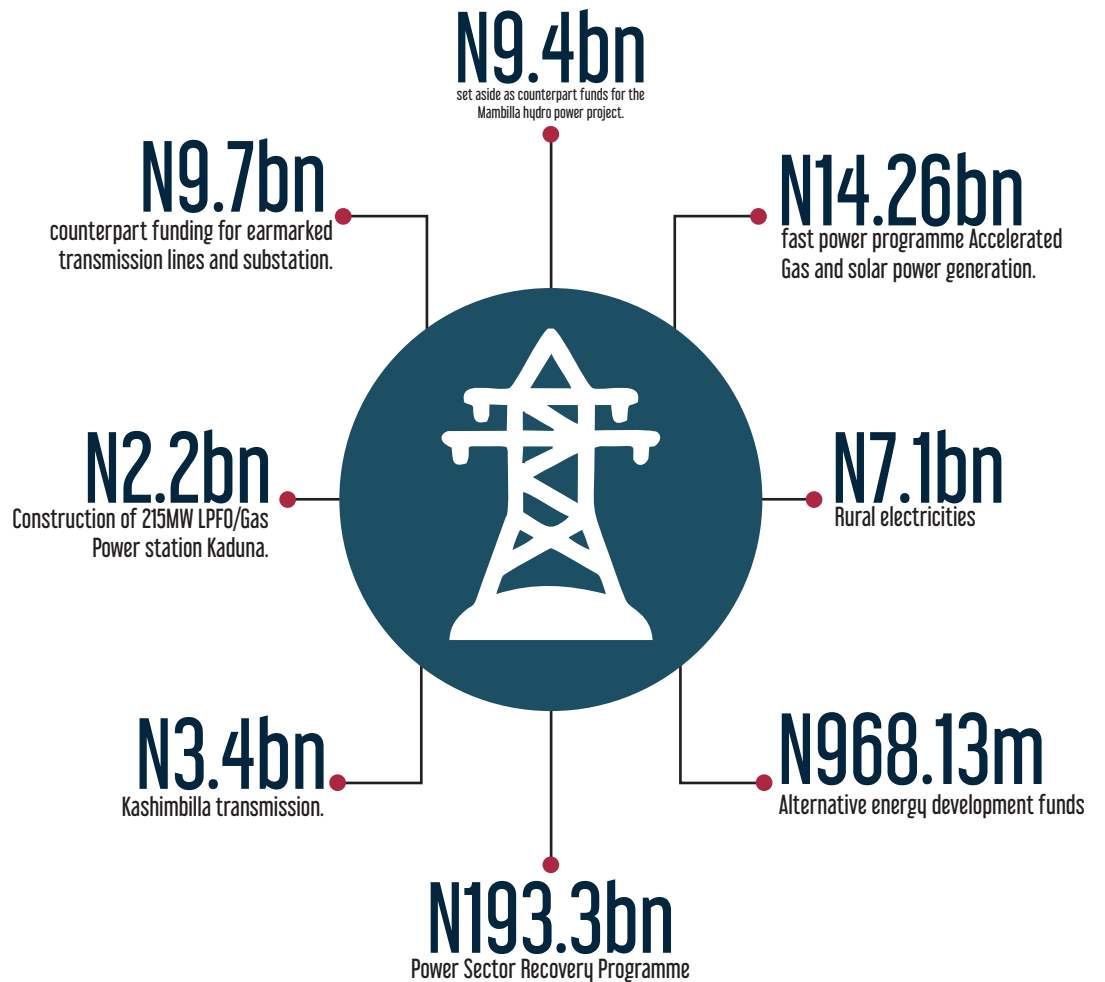 N9.4bn
set aside as counterpart funds for the
Mambilla hydro power project.
N9.7bn
counterpart funding for earmarked
transmission lines and substation.
N14.26bn
fast power programme Accelerated
Gas and solar power generation.
N2.2bn
Construction of 215MW LPFO/Gas
Power station Kaduna.
N7.1bn
Rural electricities
N3.4bn
Kashimbilla transmission.
N968.13m
Alternative energy development funds
N193.3bn
Power Sector Recovery Programme